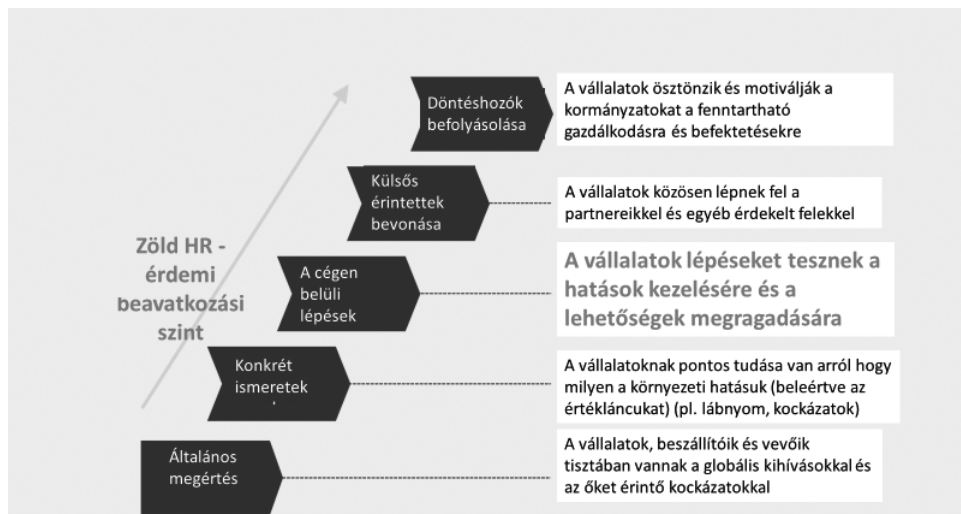 Döntéshozók
befolyásolása
A vállalatok ösztönzik és motiválják a
kormányzatokat a fenntartható
gazdálkodásra és befektetésekre
Külsős
érintettek
bevonása
A vállalatok közösen lépnek fel a
partnereikkel és egyéb érdekelt felekkel
Zöld HR -
érdemi
beavatkozási
szint
A cégen
belüli
lépések
A vállalatok lépéseket tesznek a
hatások kezelésére és a
lehetőségek megragadására
Konkrét
ismeretek
A vállalatoknak pontos tudása van arról hogy
milyen a környezeti hatásuk (beleértve az
értékláncukat) (pl. lábnyom, kockázatok)
Általános
megértés
A vállalatok, beszállítóik és vevőik
tisztában vannak a globális kihívásokkal és
az őket érintő kockázatokkal